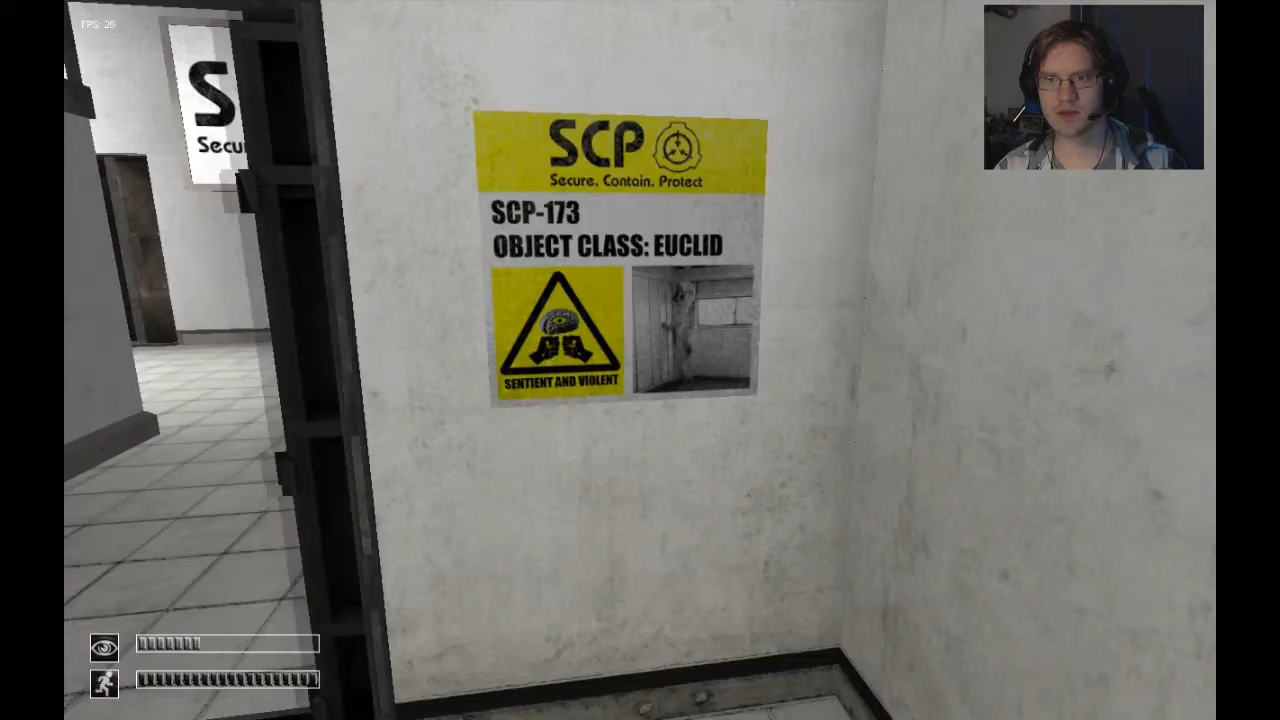 FPS: 26
S
Secu
SCP
Secure. Contain. Protect
SCP-173
OBJECT CLASS: EUCLID
SENTIENT AND VIOLENT